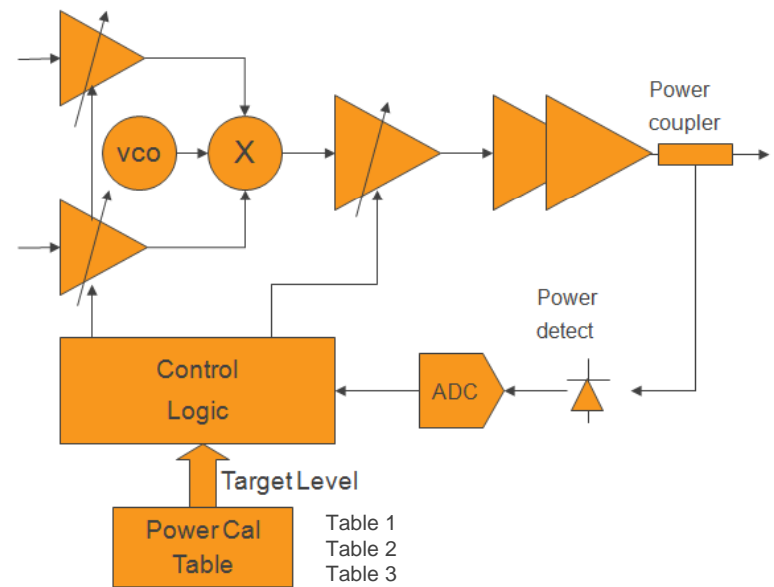 Power
coupler
vco
X
Power
detect
Control
Logic
ADC
Target Level
Power Cal
Table
Table 1
Table 2
Table 3